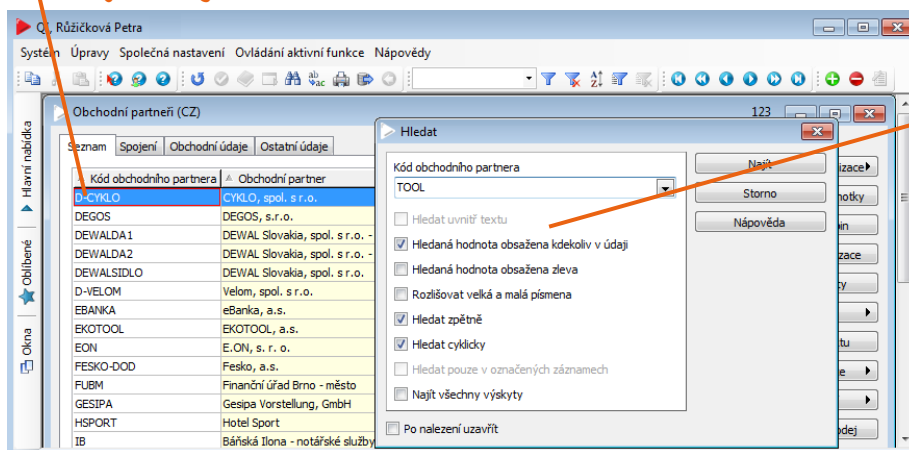 QI, Růžičková Petra
Systém Úpravy Společná nastavení Ovládání aktivní funkce Nápovědy
Obchodní partneři (CZ) 123
Seznam Spojení Obchodní údaje Ostatní údaje
Kód obchodního partnera Obchodní partner
D-CYKLO CYKLO, spol. s r.o.
DEGOS DEGOS, s.r.o.
DEWALDA1 DEWAL Slovakia, spol. s r.o. -
DEWALDA2 DEWAL Slovakia, spol. s r.o. -
DEWALSIDLO DEWAL Slovakia, spol. s r.o.
D-VELOM Velom, spol. s r.o.
EBANKA eBanka, a.s.
EKOTOOL EKOTOOL, a.s.
EON E.ON, s. r. o.
FESKO-DOD Fesko, a.s.
FUBM Finanční úřad Brno - město
GESIPA Gesipa Vorstellung, GmbH
HSPORT Hotel Sport
IB Báňská Ilona - notářské služby
Hlavní nabídka
Oblíbené
Okna
Hledat
Kód obchodního partnera
TOOL
Hledat uvnitř textu
Hledaná hodnota obsažena kdekoliv v údaji
Hledaná hodnota obsažena zleva
Rozlišovat velká a malá písmena
Hledat zpětně
Hledat cyklicky
Hledat pouze v označených záznamech
Najít všechny výskyty
Po nalezení uzavřít
Najít
Storno
Nápověda